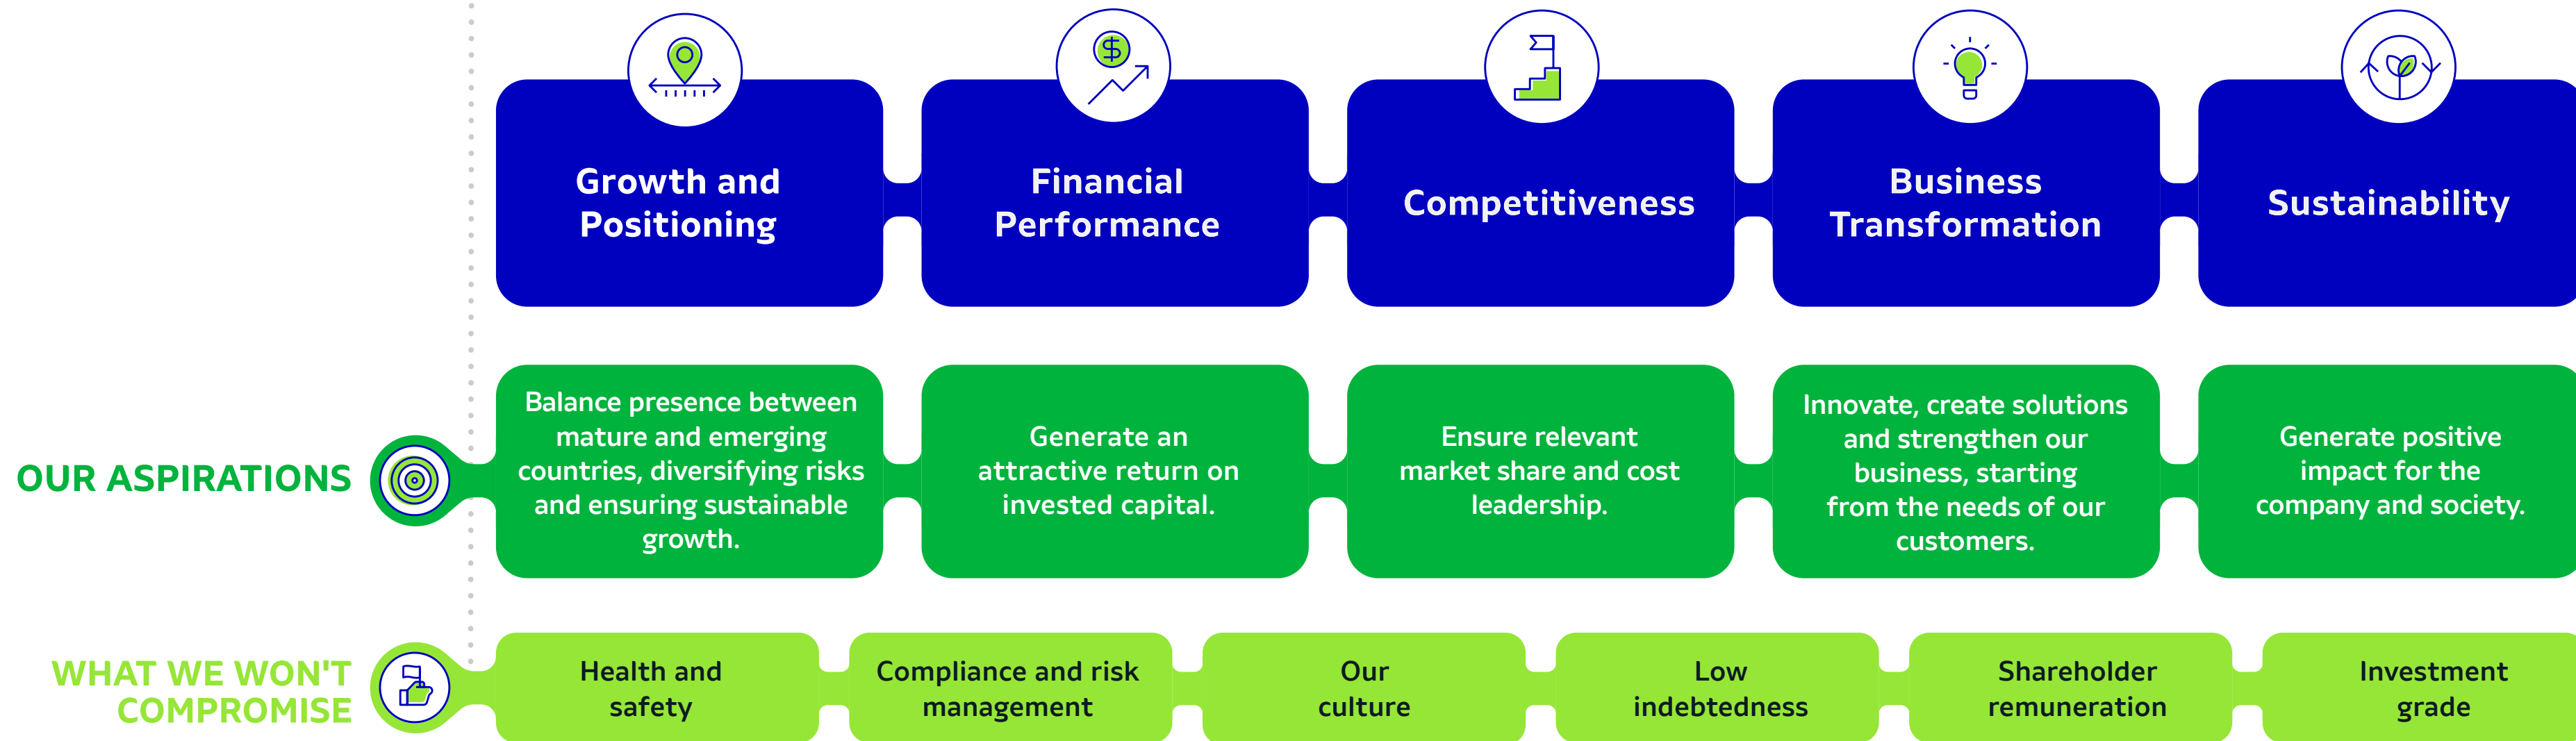 Growth and
Positioning
Financial
Performance
Competitiveness
Business
Transformation
Sustainability
OUR ASPIRATIONS
Balance presence between
mature and emerging
countries, diversifying risks
and ensuring sustainable
growth.
Generate an
attractive return on
invested capital.
Ensure relevant
market share and cost
leadership.
Innovate, create solutions
and strengthen our
business, starting
from the needs of our
customers.
Generate positive
impact for the
company and society.
WHAT WE WON'T
COMPROMISE
Health and
safety
Compliance and risk
management
Our
culture
Low
indebtedness
Shareholder
remuneration
Investment
grade